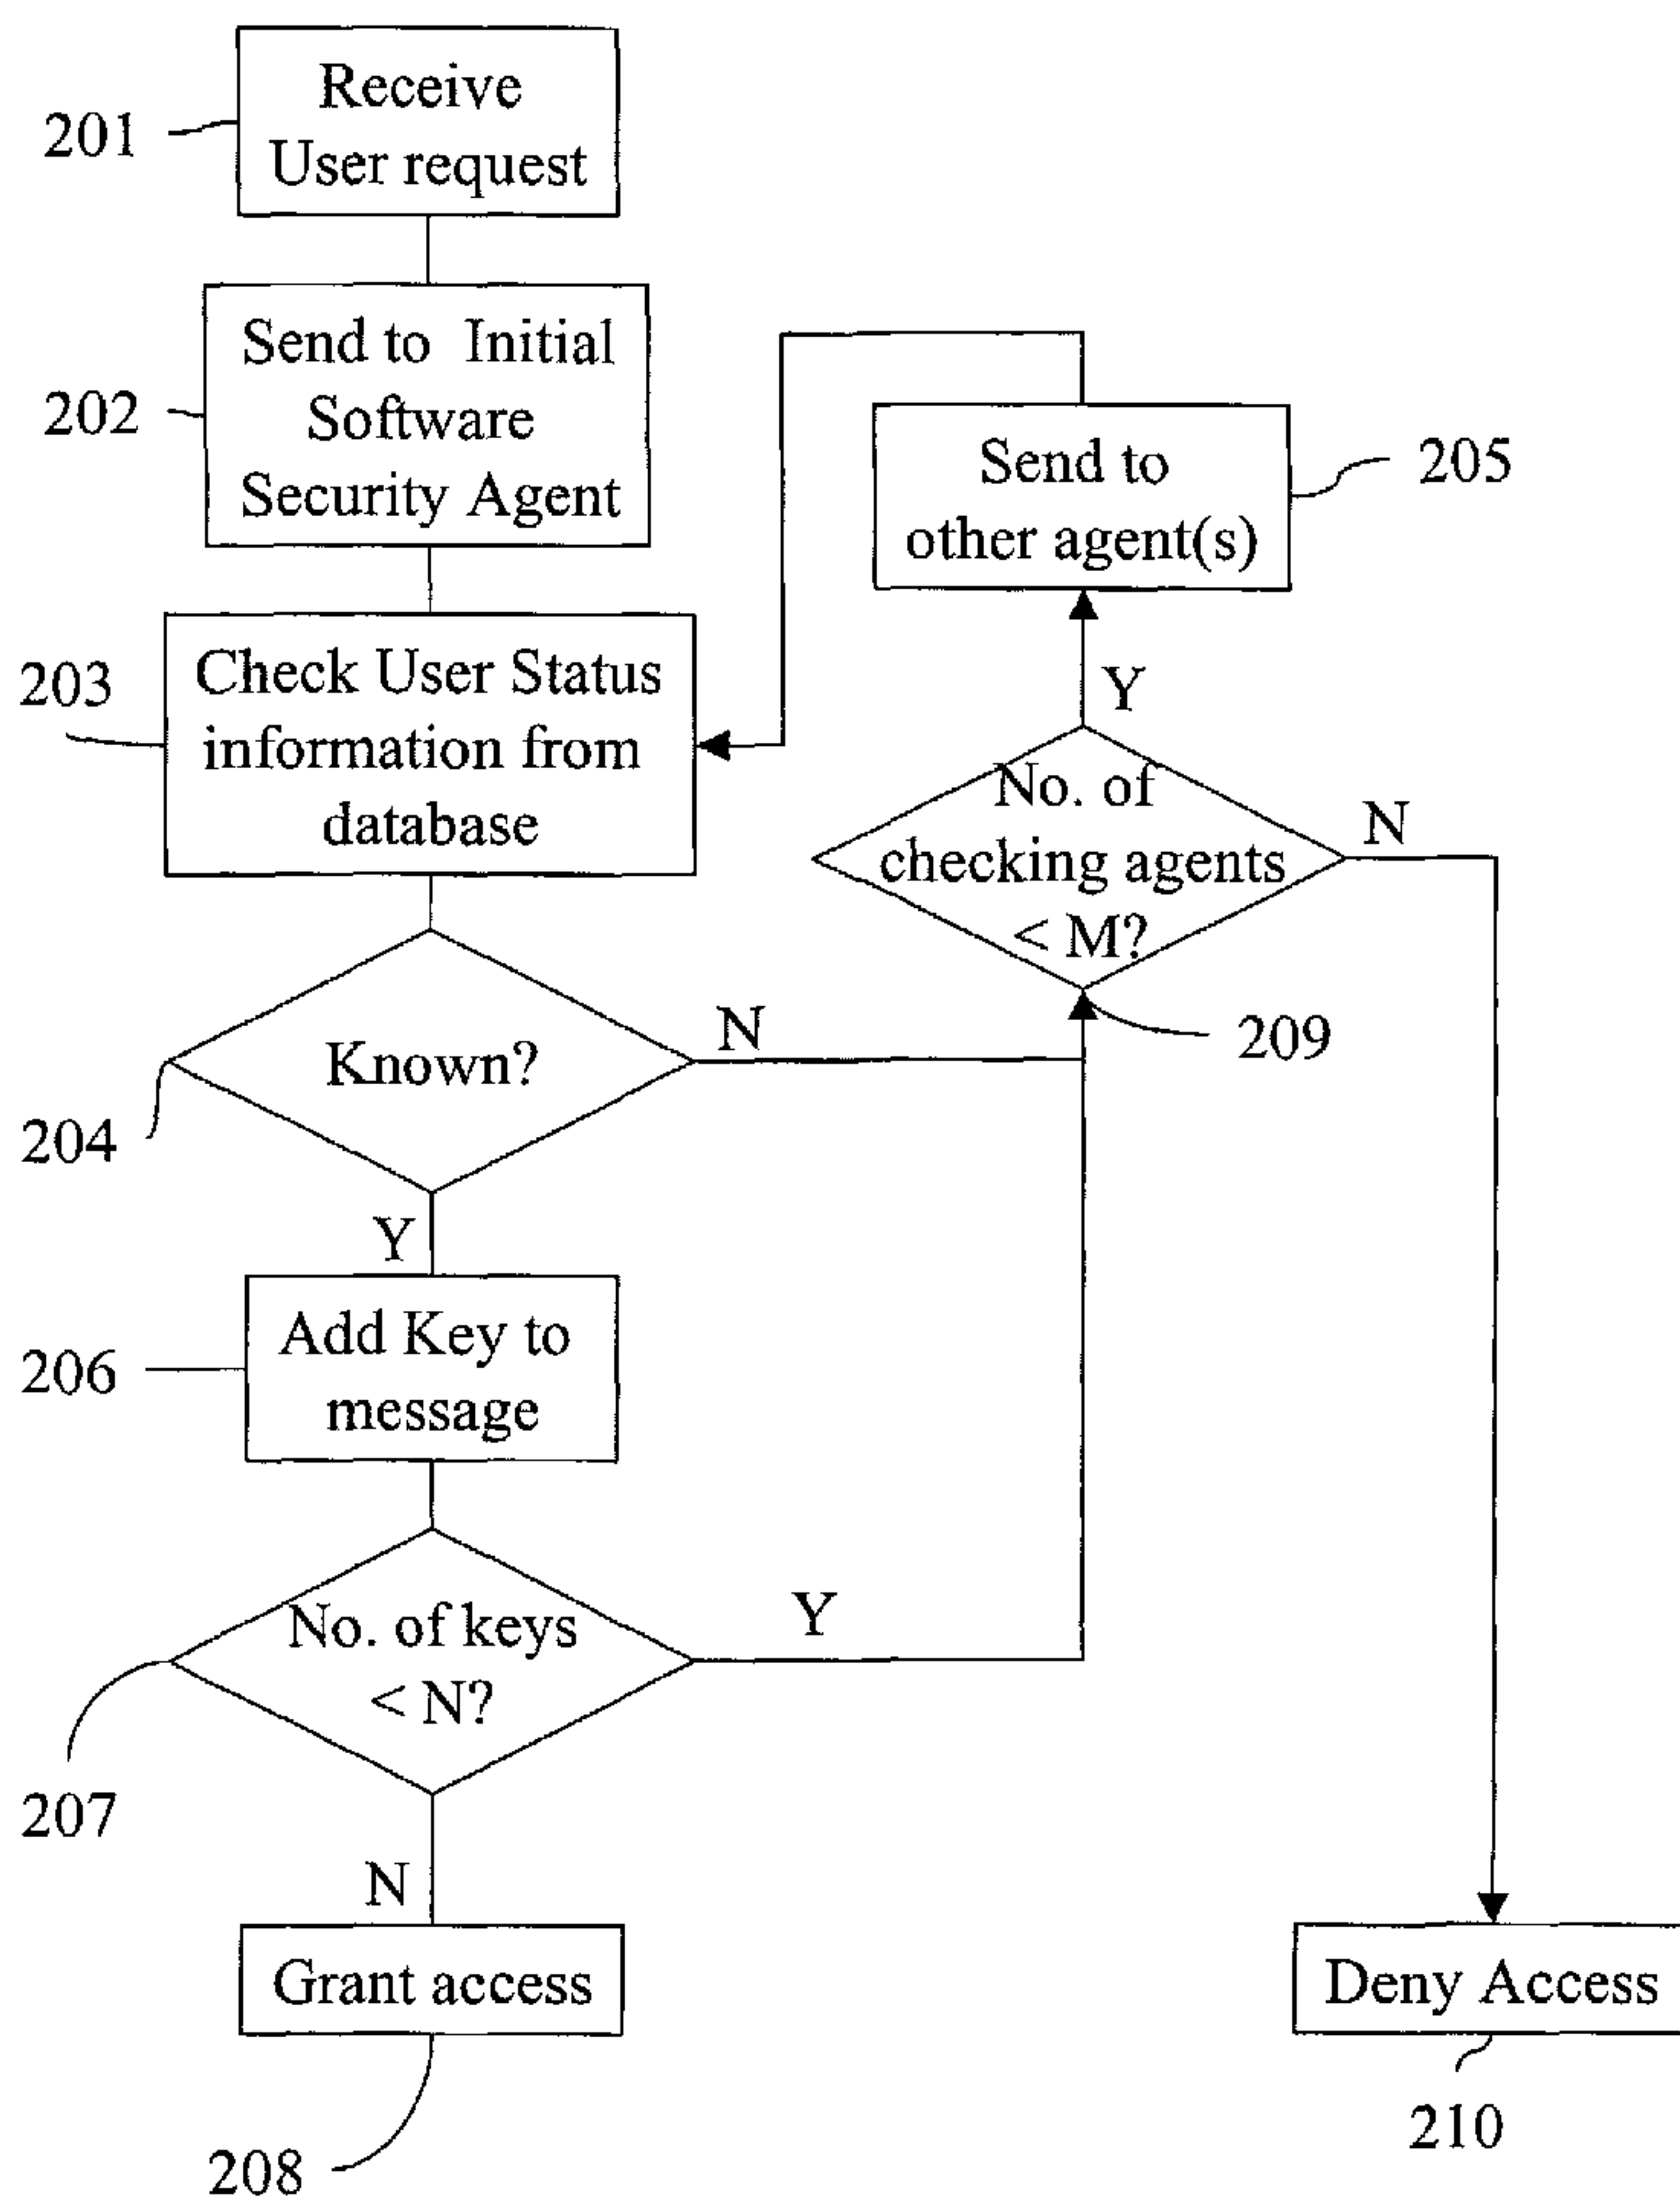 Receive
User request
201
Send to Initial
Software
Security Agent
202
Send to
other agent(s)
205
Check User Status
information from
database
203
Y
No. of
checking agents
< M?
N
209
Known?
N
204
Y
Add Key to
message
206
No. of keys
< N?
Y
207
N
Grant access
208
Deny Access
210